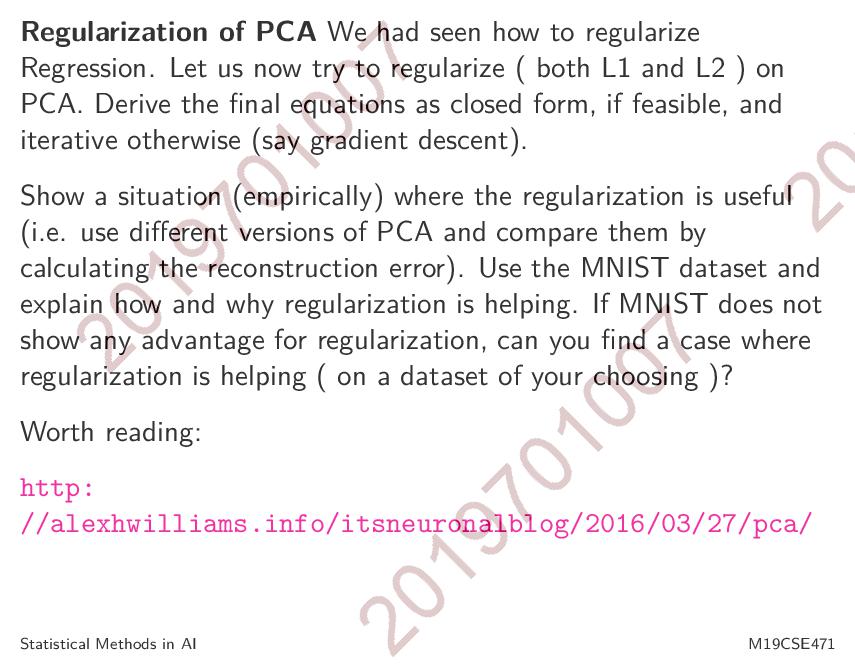 Regularization of PCA We had seen how to regularize
Regression. Let us now try to regularize ( both L1 and L2 ) on
PCA. Derive the final equations as closed form, if feasible, and
iterative otherwise (say gradient descent).
Show a situation (empirically) where the regularization is useful
(i.e. use different versions of PCA and compare them by
calculating the reconstruction error). Use the MNIST dataset and
explain how and why regularization is helping. If MNIST does not
show any advantage for regularization, can you find a case where
regularization is helping ( on a dataset of your choosing )?
Worth reading:
http:
//alexhwilliams.info/itsneuronalblog/2016/03/27/pca/
Statistical Methods in AI
M19CSE471
2019701007
2019701007
20